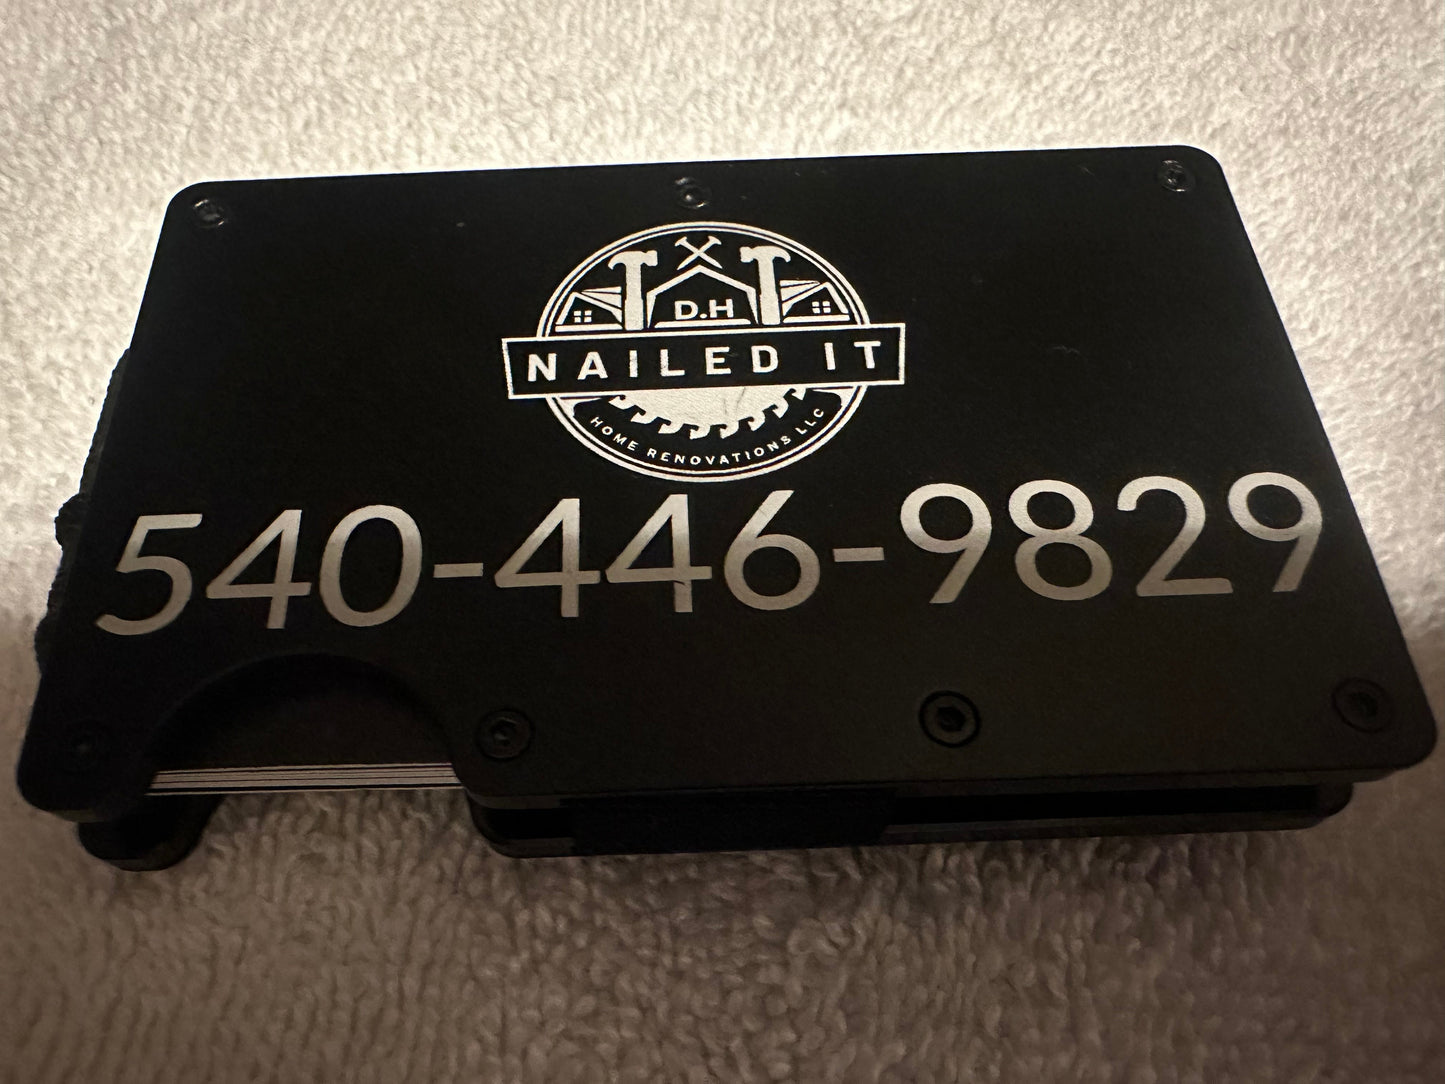 D.H
NAILED IT
HOME RENOVATIONS LLC
540-446-9829